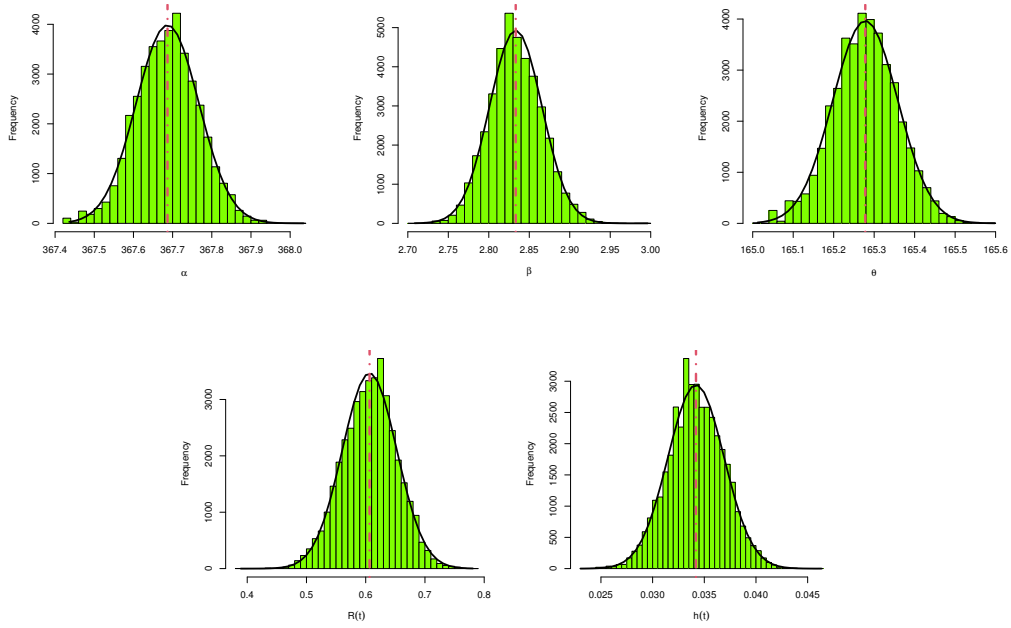 Frequency
0 1000 2000 3000 4000
367.4 367.5 367.6 367.7 367.8 367.9 368.0
α
Frequency
0 1000 2000 3000 4000 5000
2.70 2.75 2.80 2.85 2.90 2.95 3.00
β
Frequency
0 1000 2000 3000 4000
165.0 165.1 165.2 165.3 165.4 165.5 165.6
θ
Frequency
0 1000 2000 3000
0.4 0.5 0.6 0.7 0.8
R(t)
Frequency
0 500 1000 1500 2000 2500 3000
0.025 0.030 0.035 0.040 0.045
h(t)